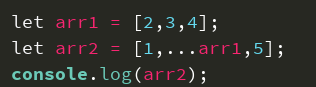 let arr1 = [2,3,4];
let arr2 = [1,...arr1,5];
console.log(arr2);